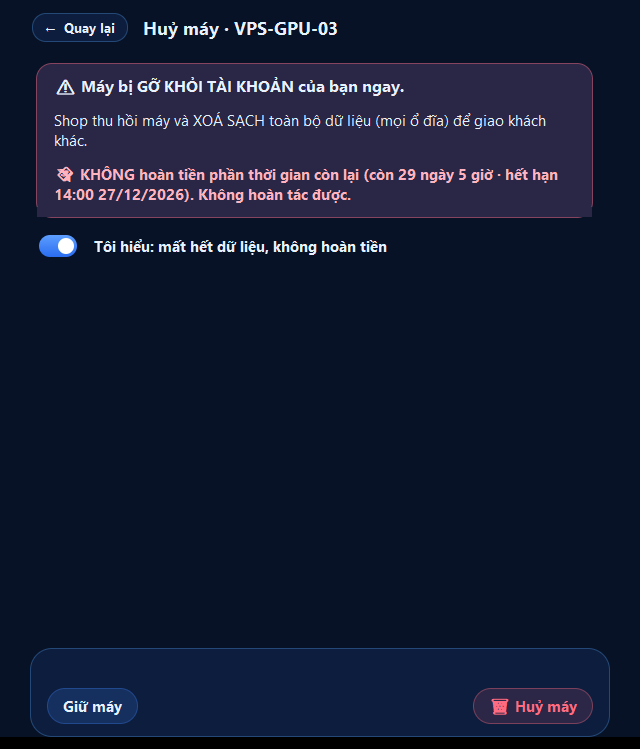 ← Quay lại
Huỷ máy · VPS-GPU-03
⚠ Máy bị GỠ KHỎI TÀI KHOẢN của bạn ngay.
Shop thu hồi máy và XOÁ SẠCH toàn bộ dữ liệu (mọi ổ đĩa) để giao khách
khác.
KHÔNG hoàn tiền phần thời gian còn lại (còn 29 ngày 5 giờ · hết hạn
14:00 27/12/2026). Không hoàn tác được.
Tôi hiểu: mất hết dữ liệu, không hoàn tiền
Giữ máy
Huỷ máy